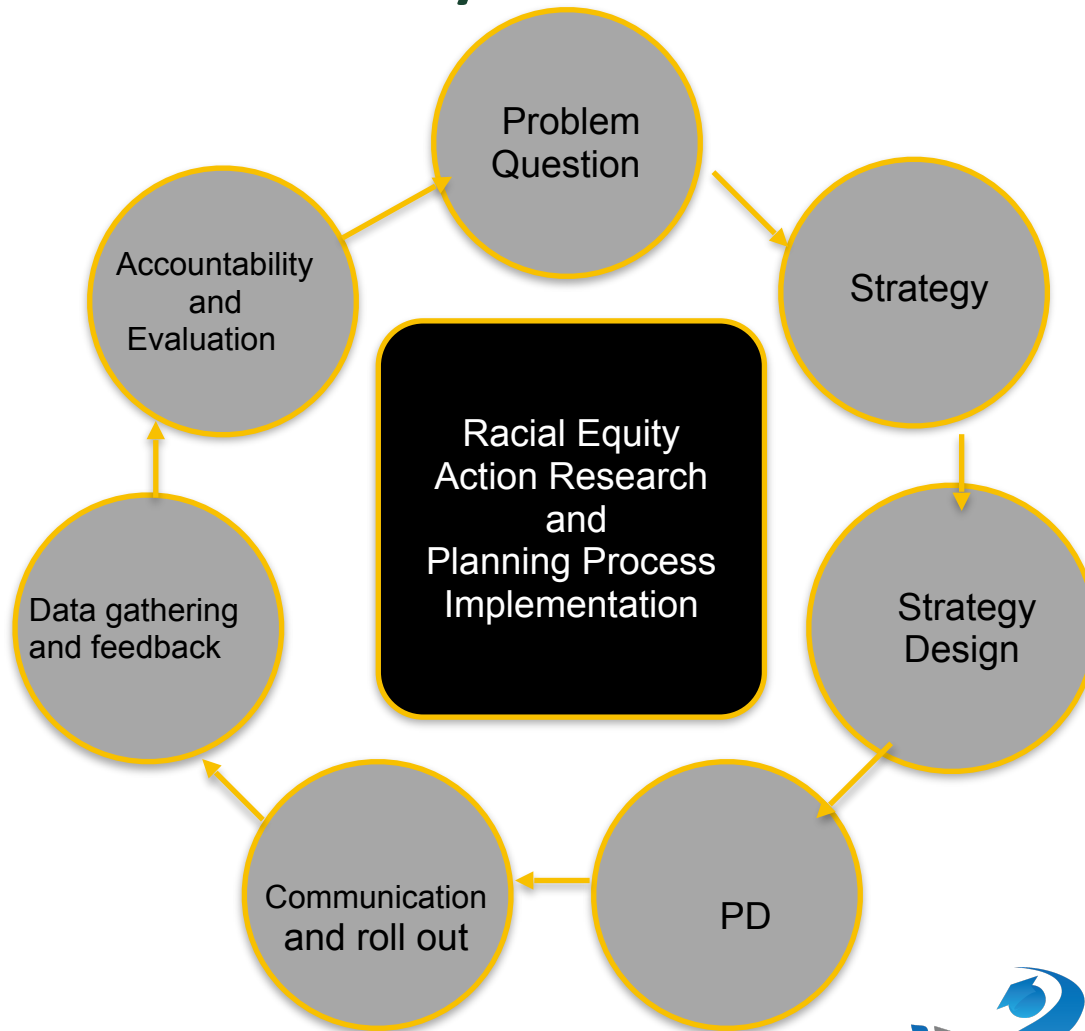 Problem
Question
Strategy
Strategy
Design
PD
Communication
and roll out
Data gathering
and feedback
Accountability
and
Evaluation
Racial Equity
Action Research
and
Planning Process
Implementation